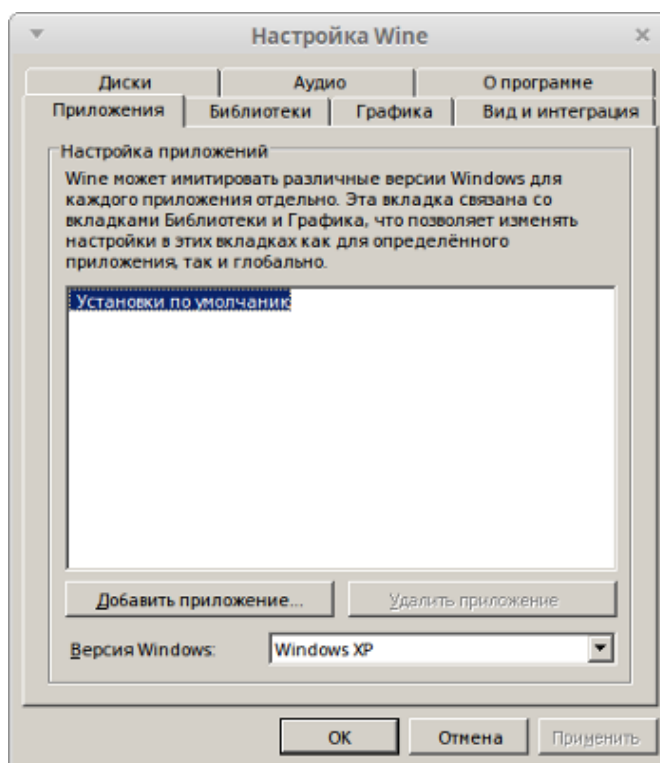 Настройка Wine
Диски Аудио О программе
Приложения Библиотеки Графика Вид и интеграция
Настройка приложений
Wine может имитировать различные версии Windows для
каждого приложения отдельно. Эта вкладка связана со
вкладками Библиотеки и Графика, что позволяет изменять
настройки в этих вкладках как для определённого
приложения, так и глобально.
Установки по умолчаник
Добавить приложение... Удалить приложение
Версия Windows: Windows XP
ОК Отмена Применить